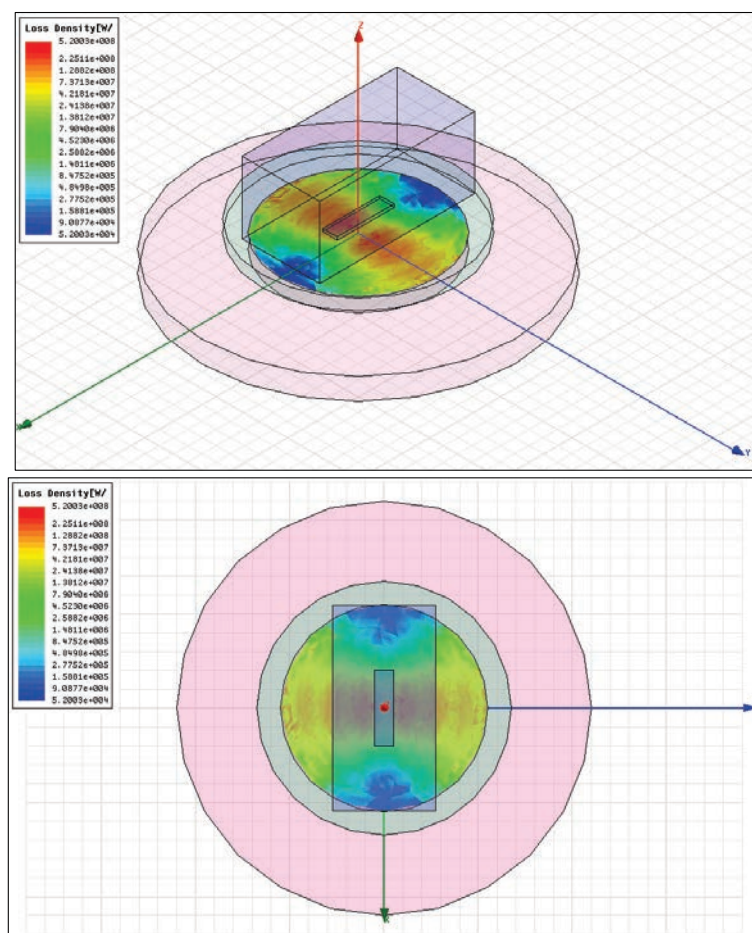 Loss Density[W/
5.2003e+008
2.2511e+008
1.2882e+008
7.3713e+007
4.2181e+007
2.4138e+007
1.3812e+007
7.9040e+006
4.5230e+006
2.5882e+006
1.4811e+006
8.4752e+005
4.8498e+005
2.7752e+005
1.5881e+005
9.0877e+004
5.2003e+004
Z
Y
Loss Density[W/
5.2003e+008
2.2511e+008
1.2882e+008
7.3713e+007
4.2181e+007
2.4138e+007
1.3812e+007
7.9040e+006
4.5230e+006
2.5882e+006
1.4811e+006
8.4752e+005
4.8498e+005
2.7752e+005
1.5881e+005
9.0877e+004
5.2003e+004